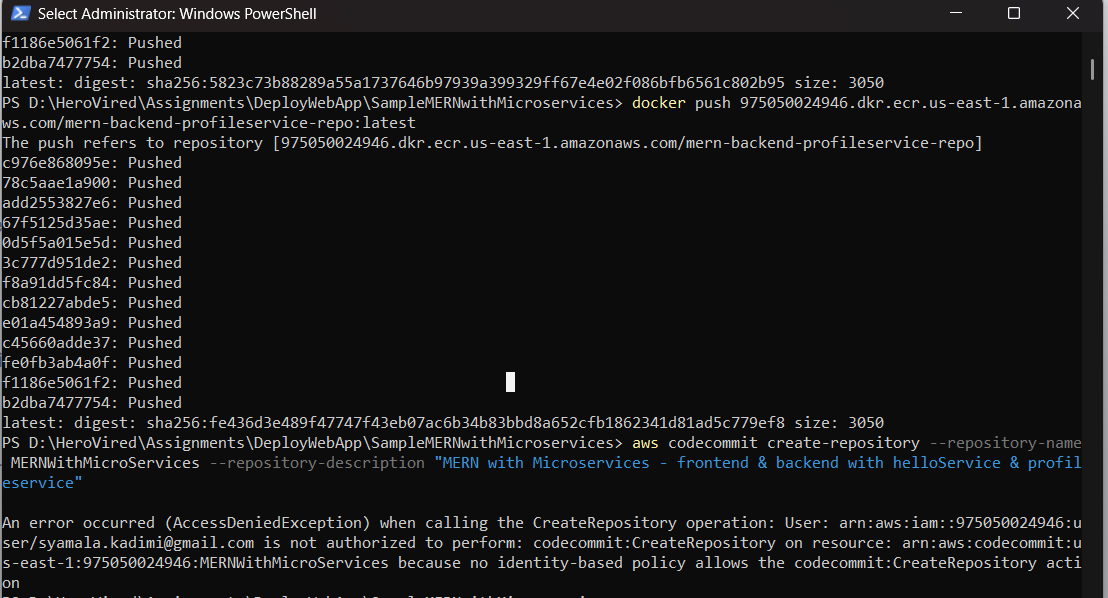 Select Administrator: Windows PowerShell
f1186e5061f2: Pushed
b2dba7477754: Pushed
latest: digest: sha256:5823c73b88289a55a1737646b97939a399329ff67e4e02f086bfb6561c802b95 size: 3050
PS D:\HeroVired\Assignments\DeployWebApp\SampleMERNwithMicroservices> docker push 975050024946.dkr.ecr.us-east-1.amazona
ws.com/mern-backend-profileservice-repo:latest
The push refers to repository [975050024946.dkr.ecr.us-east-1.amazonaws.com/mern-backend-profileservice-repo]
c976e868095e: Pushed
78c5aae1a900: Pushed
add2553827e6: Pushed
67f5125d35ae: Pushed
0d5f5a015e5d: Pushed
3c777d951de2: Pushed
f8a91dd5fc84: Pushed
cb81227abde5: Pushed
e01a454893a9: Pushed
c45660adde37: Pushed
fe0fb3ab4a0f: Pushed
f1186e5061f2: Pushed
b2dba7477754: Pushed
latest: digest: sha256:fe436d3e489f47747f43eb07ac6b34b83bbd8a652cfb1862341d81ad5c779ef8 size: 3050
PS D:\HeroVired\Assignments\DeployWebApp\SampleMERNwithMicroservices> aws codecommit create-repository --repository-name
MERNWithMicroServices --repository-description "MERN with Microservices - frontend & backend with helloService & profil
eservice"
An error occurred (AccessDeniedException) when calling the CreateRepository operation: User: arn:aws:iam::975050024946:u
ser/syamala.kadimi@gmail.com is not authorized to perform: codecommit:CreateRepository on resource: arn:aws:codecommit:u
s-east-1:975050024946:MERNWithMicroServices because no identity-based policy allows the codecommit:CreateRepository acti
on